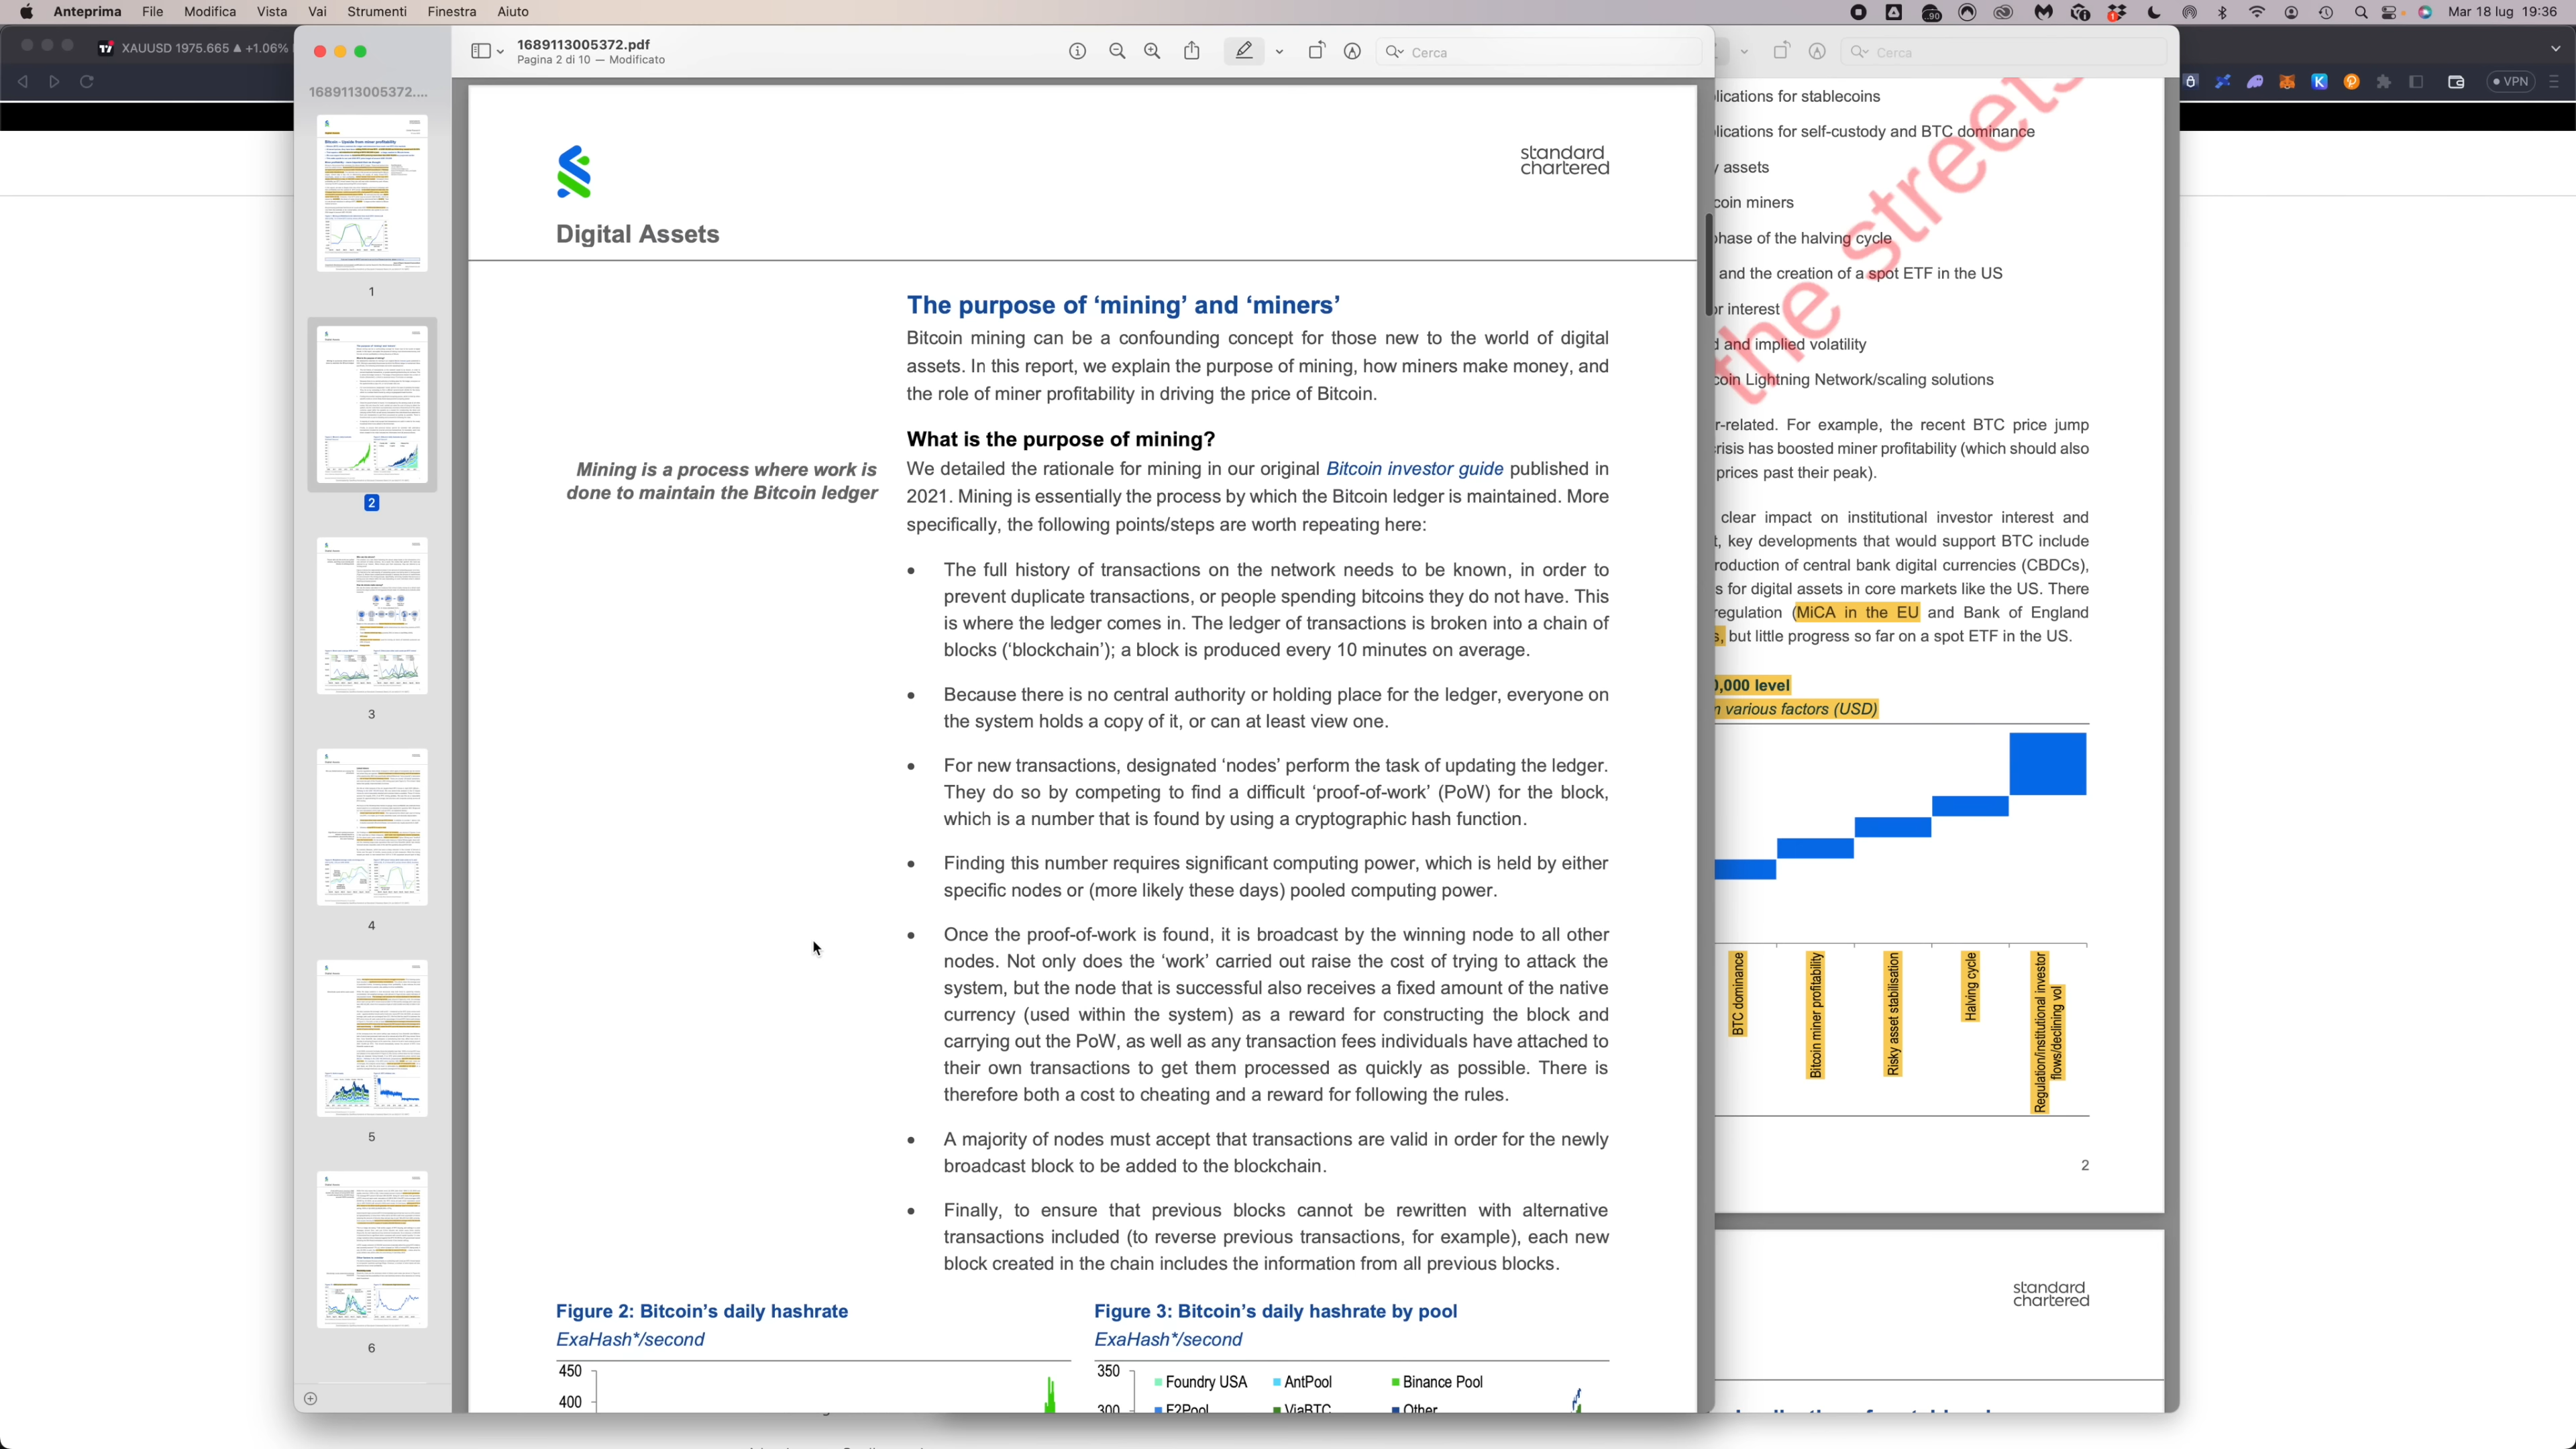 Anteprima File Modifica Vista Vai Strumenti Finestra Aiuto
Mar 18 lug 19:36
XAUUSD 1975.665 ▲ +1.06%
1689113005372.pdf
Pagina 2 di 10 — Modificato
Cerca
Cerca
VPN
1689113005372....
1
2
3
4
5
6
standard
chartered
Digital Assets
The purpose of ‘mining’ and ‘miners’
Bitcoin mining can be a confounding concept for those new to the world of digital
assets. In this report, we explain the purpose of mining, how miners make money, and
the role of miner profitability in driving the price of Bitcoin.
What is the purpose of mining?
Mining is a process where work is
done to maintain the Bitcoin ledger
We detailed the rationale for mining in our original Bitcoin investor guide published in
2021. Mining is essentially the process by which the Bitcoin ledger is maintained. More
specifically, the following points/steps are worth repeating here:
• The full history of transactions on the network needs to be known, in order to
prevent duplicate transactions, or people spending bitcoins they do not have. This
is where the ledger comes in. The ledger of transactions is broken into a chain of
blocks (‘blockchain’); a block is produced every 10 minutes on average.
• Because there is no central authority or holding place for the ledger, everyone on
the system holds a copy of it, or can at least view one.
• For new transactions, designated ‘nodes’ perform the task of updating the ledger.
They do so by competing to find a difficult ‘proof-of-work’ (PoW) for the block,
which is a number that is found by using a cryptographic hash function.
• Finding this number requires significant computing power, which is held by either
specific nodes or (more likely these days) pooled computing power.
• Once the proof-of-work is found, it is broadcast by the winning node to all other
nodes. Not only does the ‘work’ carried out raise the cost of trying to attack the
system, but the node that is successful also receives a fixed amount of the native
currency (used within the system) as a reward for constructing the block and
carrying out the PoW, as well as any transaction fees individuals have attached to
their own transactions to get them processed as quickly as possible. There is
therefore both a cost to cheating and a reward for following the rules.
• A majority of nodes must accept that transactions are valid in order for the newly
broadcast block to be added to the blockchain.
• Finally, to ensure that previous blocks cannot be rewritten with alternative
transactions included (to reverse previous transactions, for example), each new
block created in the chain includes the information from all previous blocks.
Figure 2: Bitcoin’s daily hashrate
ExaHash*/second
450
400
Figure 3: Bitcoin’s daily hashrate by pool
ExaHash*/second
350
300
Foundry USA AntPool Binance Pool
F2Pool ViaBTC Other
lications for stablecoins
lications for self-custody and BTC dominance
y assets
coin miners
phase of the halving cycle
and the creation of a spot ETF in the US
or interest
d and implied volatility
coin Lightning Network/scaling solutions
the streets
r-related. For example, the recent BTC price jump
risis has boosted miner profitability (which should also
prices past their peak).
clear impact on institutional investor interest and
t, key developments that would support BTC include
roduction of central bank digital currencies (CBDCs),
s for digital assets in core markets like the US. There
regulation (MiCA in the EU and Bank of England
s, but little progress so far on a spot ETF in the US.
0,000 level
n various factors (USD)
BTC dominance
Bitcoin miner profitability
Risky asset stabilisation
Halving cycle
Regulation/institutional investor
flows/declining vol
2
standard
chartered